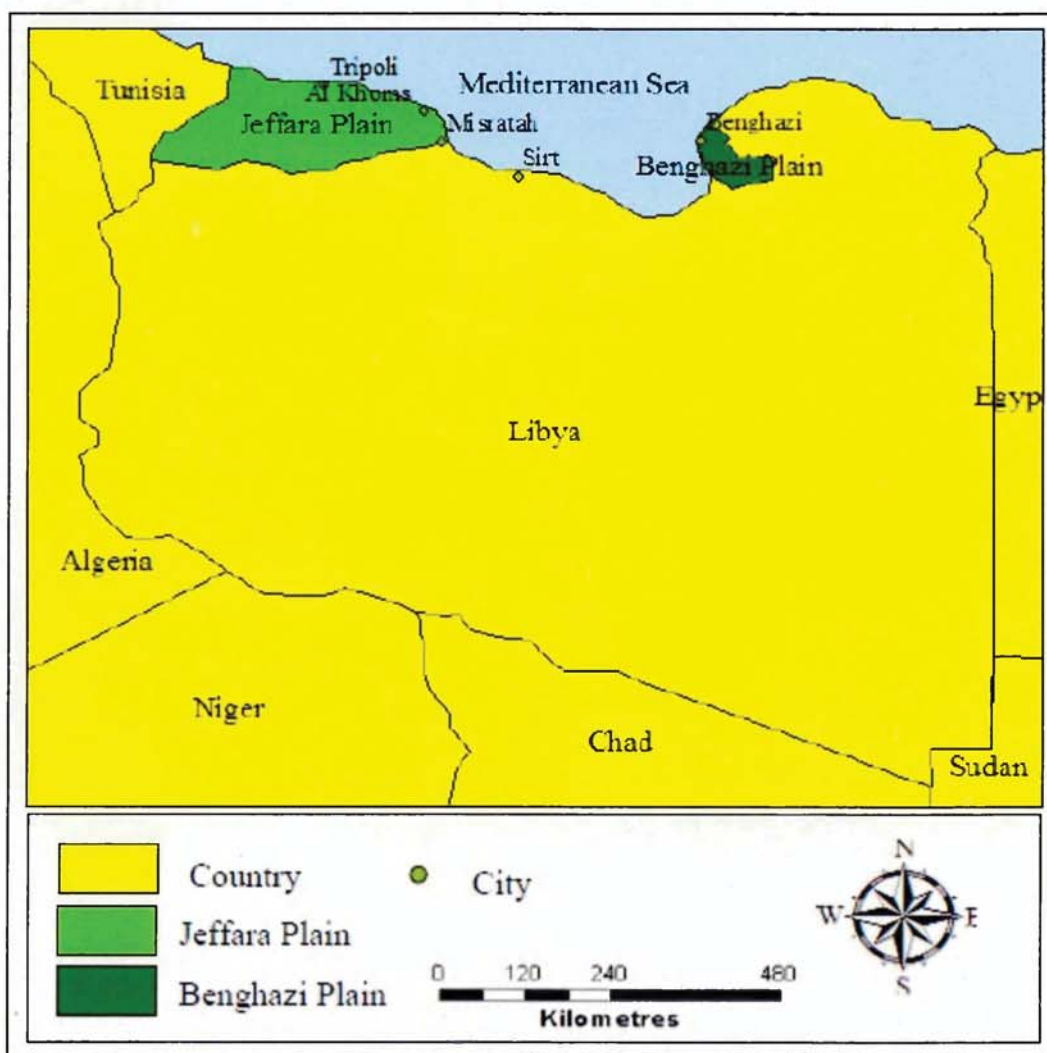 Tripoli
Mediterranean Sea
Tunisia
Al Khoms
Jeffara Plain
Misratah
Benghazi
Sirt
Benghazi Plain
Egyp
Libya
Algeria
Niger
Chad
Sudan
Country
City
Jeffara Plain
Benghazi Plain
0 120 240 480
Kilometres
N
W E
S